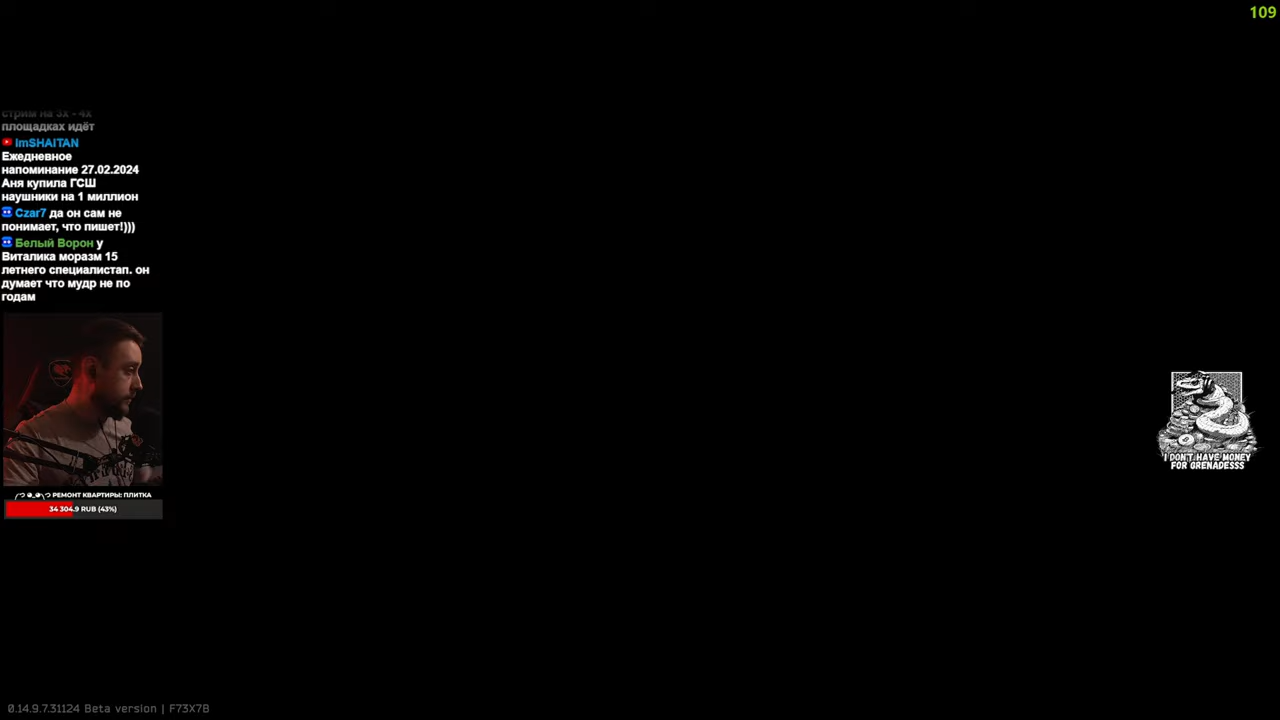 109
стрим на 3х - 4х
площадках идёт
ImSHAITAN
Ежедневное
напоминание 27.02.2024
Аня купила ГСШ
наушники на 1 миллион
Czar7 да он сам не
понимает, что пишет!)))
Белый Ворон у
Виталика моразм 15
летнего специалистап. он
думает что мудр не по
годам
I DON'T HAVE MONEY
FOR GRENADESSS
РЕМОНТ КВАРТИРЫ: ПЛИТКА
34 304.9 RUB (43%)
0.14.9.7.31124 Beta version | F73X7B